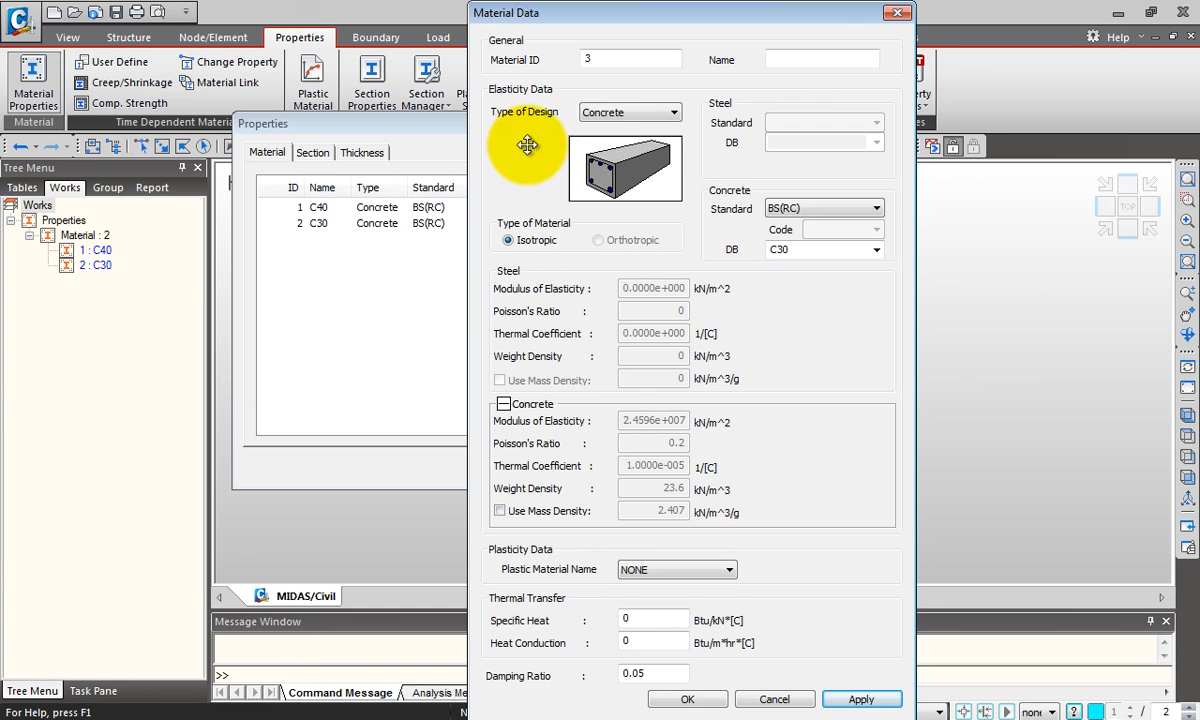 Material Data
View Structure Node/Element Properties Boundary Load Help
Material Properties
User Define
Creep/Shrinkage
Comp. Strength
Change Property
Material Link
Plastic Material
Section Properties
Section Manager
Material
Time Dependent Materia
Tree Menu
Tables Works Group Report
Works
Properties
Material : 2
1 : C40
2 : C30
Properties
Material Section Thickness
ID Name Type Standard
1 C40 Concrete BS(RC)
2 C30 Concrete BS(RC)
General
Material ID 3 Name
Elasticity Data
Type of Design Concrete
Steel
Standard
DB
Concrete
Standard BS(RC)
Code
DB C30
Type of Material
Isotropic Orthotropic
Steel
Modulus of Elasticity : 0.0000e+000 kN/m^2
Poisson's Ratio : 0
Thermal Coefficient : 0.0000e+000 1/[C]
Weight Density : 0 kN/m^3
Use Mass Density: 0 kN/m^3/g
Concrete
Modulus of Elasticity : 2.4596e+007 kN/m^2
Poisson's Ratio : 0.2
Thermal Coefficient : 1.0000e-005 1/[C]
Weight Density : 23.6 kN/m^3
Use Mass Density: 2.407 kN/m^3/g
Plasticity Data
Plastic Material Name NONE
Thermal Transfer
Specific Heat : 0 Btu/kN*[C]
Heat Conduction : 0 Btu/m*hr*[C]
Damping Ratio : 0.05
OK Cancel Apply
TOP
MIDAS/Civil
Message Window
>>
Command Message Analysis Me
Tree Menu Task Pane
For Help, press F1
none 1 / 2